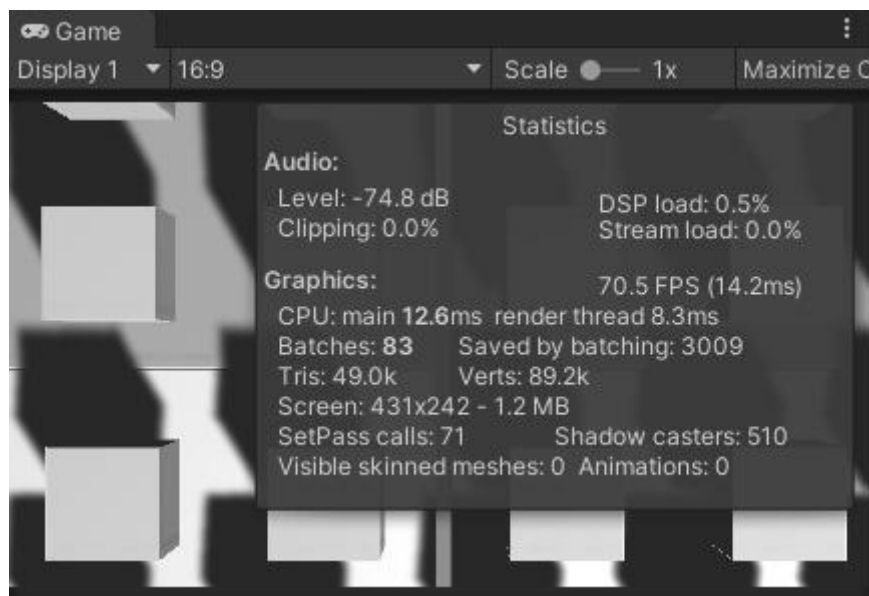 Game
Display 1 16:9 Scale 1x Maximize O
Statistics
Audio:
Level: -74.8 dB DSP load: 0.5%
Clipping: 0.0% Stream load: 0.0%
Graphics: 70.5 FPS (14.2ms)
CPU: main 12.6ms render thread 8.3ms
Batches: 83 Saved by batching: 3009
Tris: 49.0k Verts: 89.2k
Screen: 431x242 - 1.2 MB
SetPass calls: 71 Shadow casters: 510
Visible skinned meshes: 0 Animations: 0